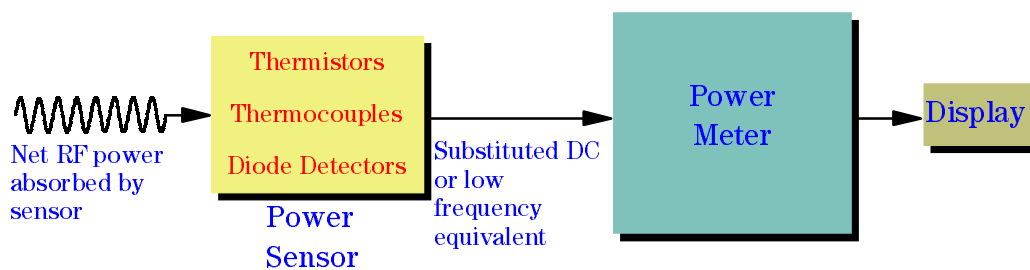 Net RF power
absorbed by
sensor
Thermistors
Thermocouples
Diode Detectors
Power
Sensor
Substituted DC
or low
frequency
equivalent
Power
Meter
Display